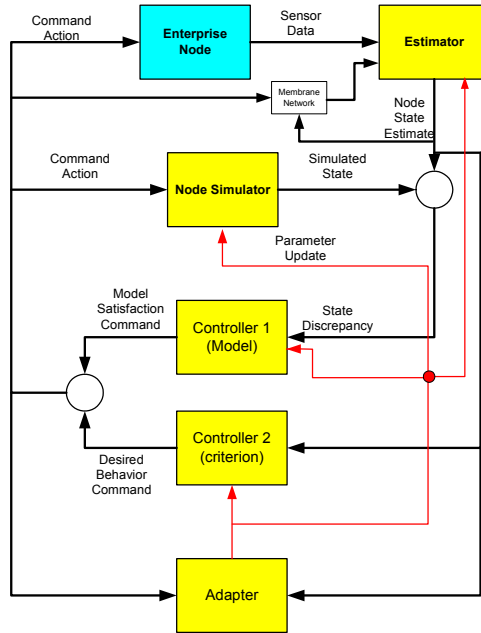 Command
Action
Enterprise
Node
Sensor
Data
Estimator
Membrane
Network
Node
State
Estimate
Command
Action
Node Simulator
Simulated
State
Parameter
Update
Model
Satisfaction
Command
Controller 1
(Model)
State
Discrepancy
Controller 2
(criterion)
Desired
Behavior
Command
Adapter